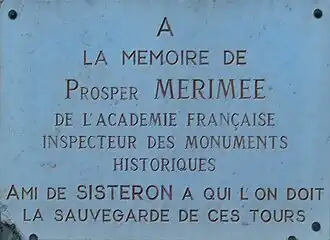 A
LA MEMOIRE DE
PROSPER MERIMEE
DE L'ACADEMIE FRANÇAISE
INSPECTEUR DES MONUMENTS
HISTORIQUES
AMI DE SISTERON A QUI L'ON DOIT
LA SAUVEGARDE DE CES TOURS